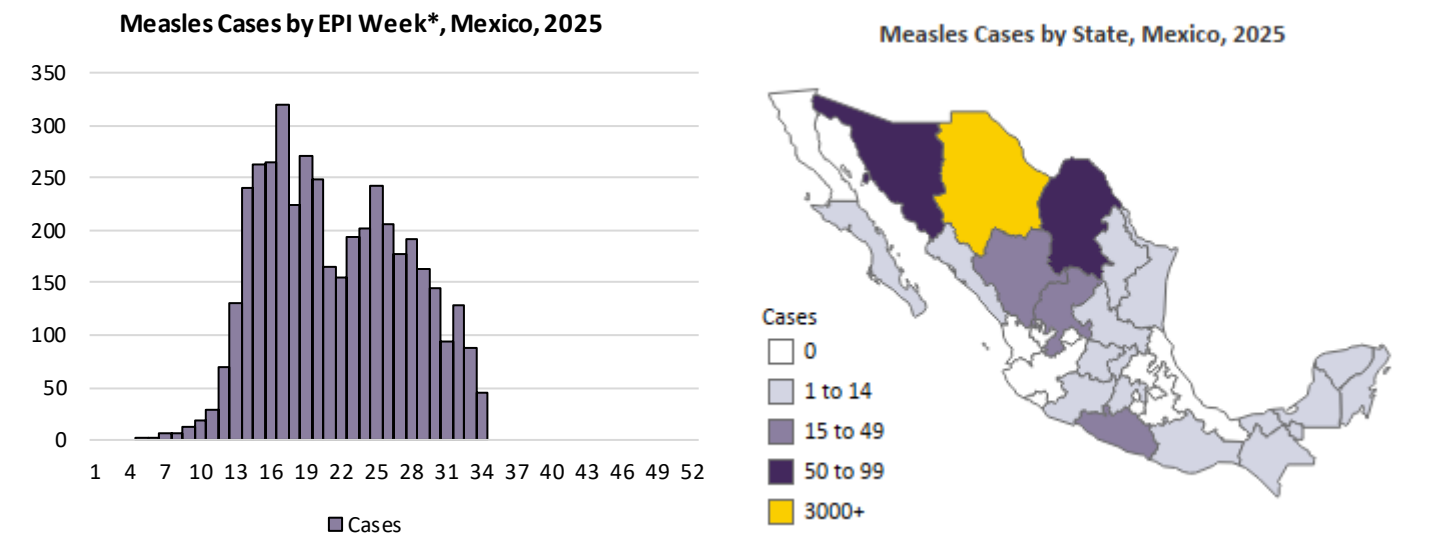 Measles Cases by EPI Week*, Mexico, 2025
350
300
250
200
150
100
50
0
1 4 7 10 13 16 19 22 25 28 31 34 37 40 43 46 49 52
Cases
Measles Cases by State, Mexico, 2025
Cases
0
1 to 14
15 to 49
50 to 99
3000+